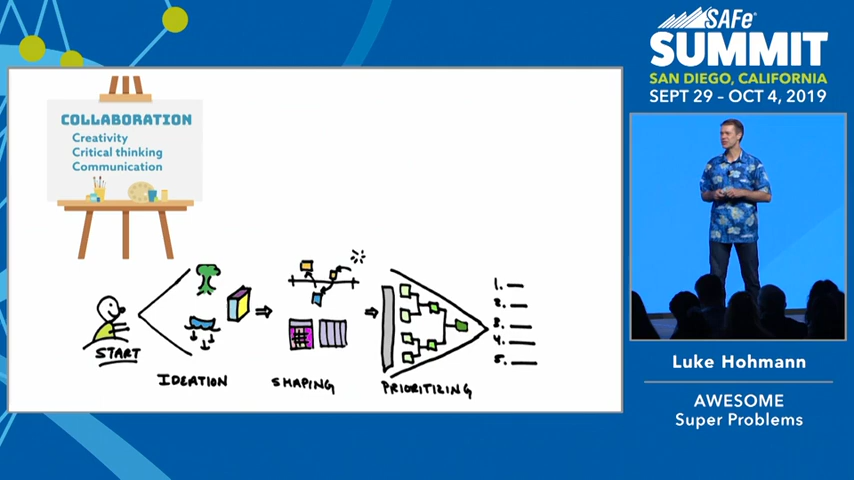 COLLABORATION
Creativity
Critical thinking
Communication
START
IDEATION
SHAPING
PRIORITIZING
1.
2.
3.
4.
5.
SAFe®
SUMMIT
SAN DIEGO, CALIFORNIA
SEPT 29 – OCT 4, 2019
Luke Hohmann
AWESOME
Super Problems